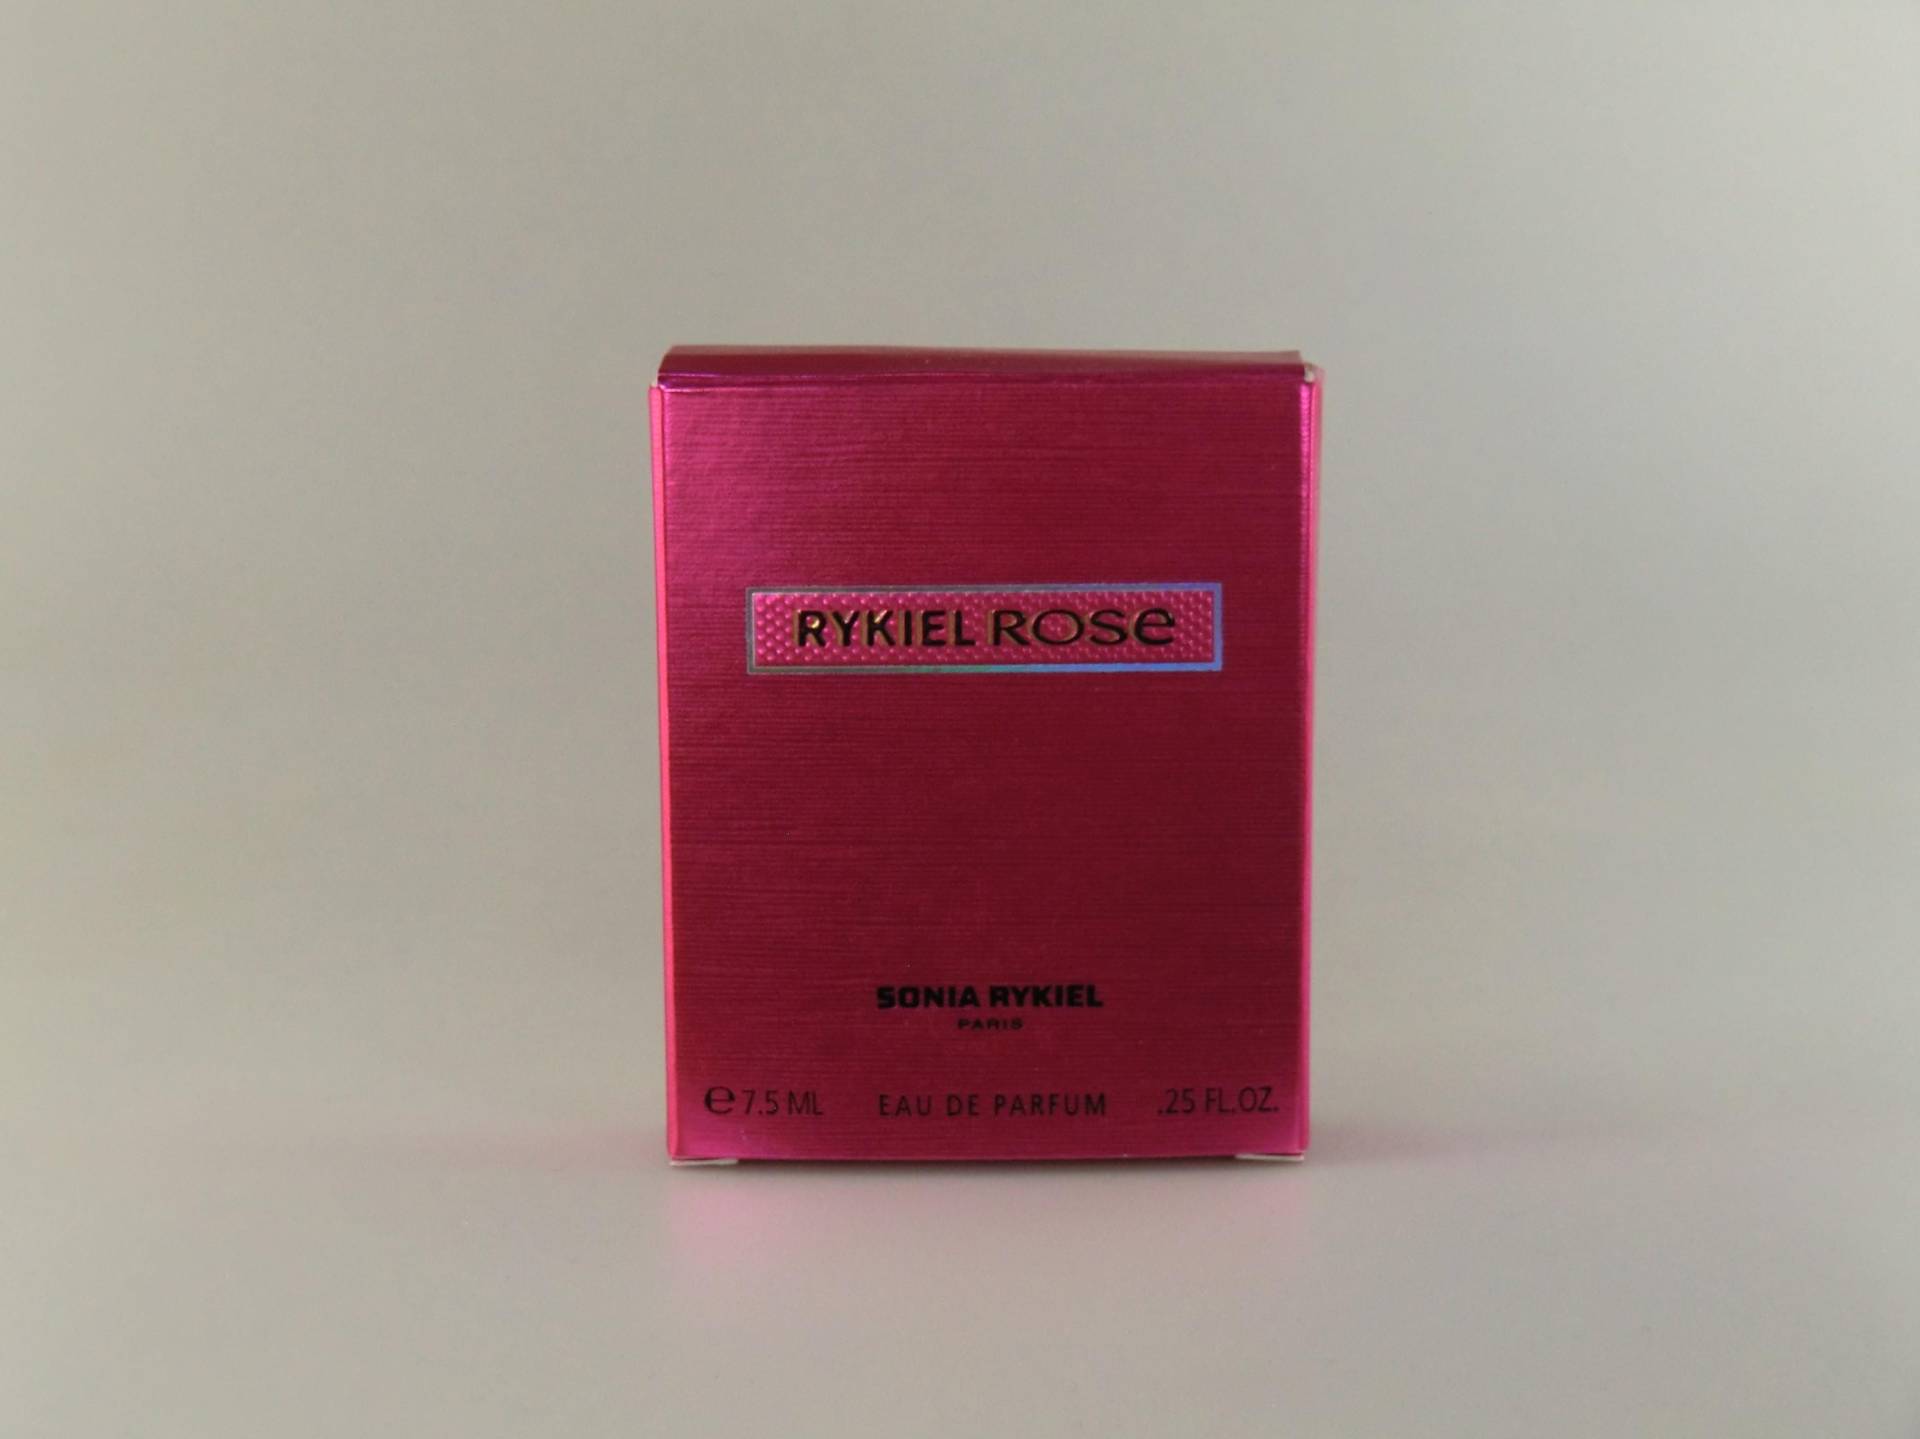 RYKIEL ROSe
SONIA RYKIEL
PARIS
℮ 7.5 ML EAU DE PARFUM .25 FL.OZ.